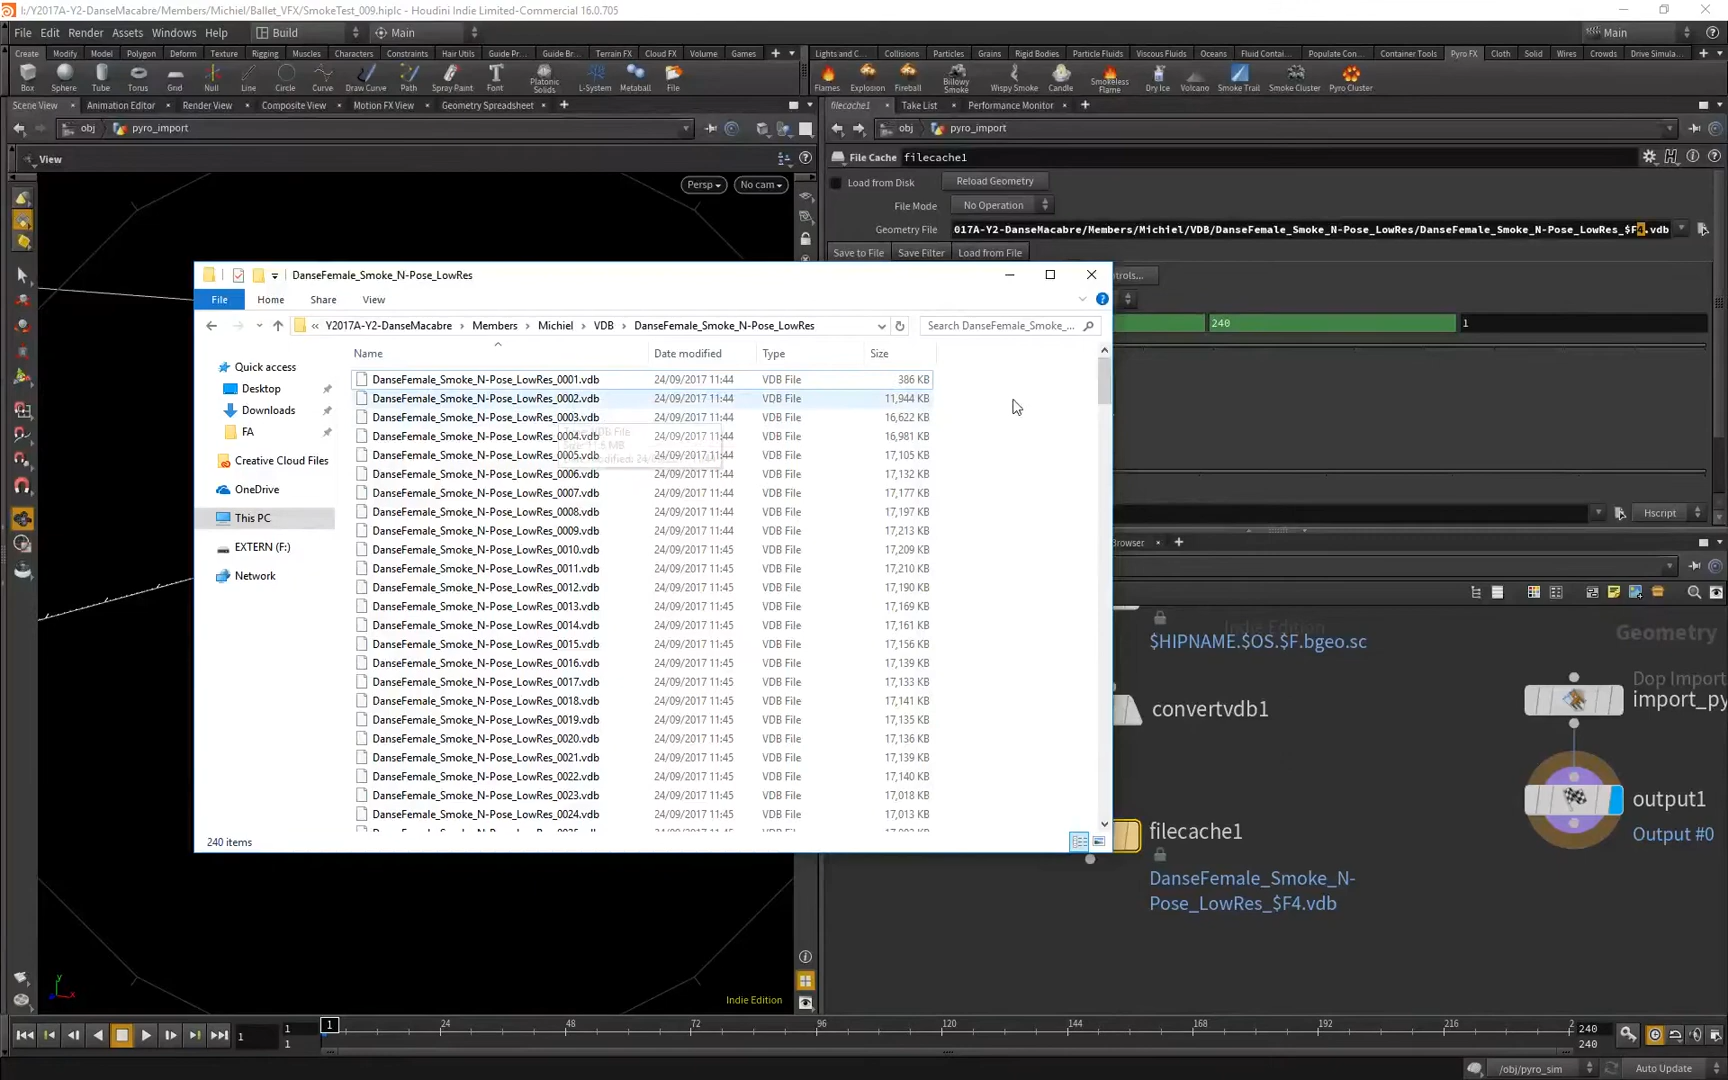 I:/Y2017A-Y2-DanseMacabre/Members/Michiel/Ballet_VFX/SmokeTest_009.hiplc - Houdini Indie Limited-Commercial 16.0.705
File Edit Render Assets Windows Help Build Main Main
Create Modify Model Polygon Deform Texture Rigging Muscles Characters Constraints Hair Utils Guide Pr... Guide Br... Terrain FX Cloud FX Volume Games
Lights and C... Collisions Particles Grains Rigid Bodies Particle Fluids Viscous Fluids Oceans Fluid Contai... Populate Con... Container Tools Pyro FX Cloth Solid Wires Crowds Drive Simula...
Box Sphere Tube Torus Grid Null Line Circle Curve Draw Curve Path Spray Paint Font Platonic Solids L-System Metaball File
Flames Explosion Fireball Billowy Smoke Wispy Smoke Candle Smokeless Flame Dry Ice Volcano Smoke Trail Smoke Cluster Pyro Cluster
Scene View Animation Editor Render View Composite View Motion FX View Geometry Spreadsheet
filecache1 Take List Performance Monitor
obj pyro_import
obj pyro_import
View
File Cache filecache1
Persp No cam
Load from Disk Reload Geometry
File Mode No Operation
Geometry File 017A-Y2-DanseMacabre/Members/Michiel/VDB/DanseFemale_Smoke_N-Pose_LowRes/DanseFemale_Smoke_N-Pose_LowRes_$F4.vdb
Save to File Save Filter Load from File
DanseFemale_Smoke_N-Pose_LowRes
File Home Share View
Y2017A-Y2-DanseMacabre Members Michiel VDB DanseFemale_Smoke_N-Pose_LowRes Search DanseFemale_Smoke_...
240 1
Name Date modified Type Size
Quick access
Desktop
Downloads
FA
Creative Cloud Files
OneDrive
This PC
EXTERN (F:)
Network
DanseFemale_Smoke_N-Pose_LowRes_0001.vdb 24/09/2017 11:44 VDB File 386 KB
DanseFemale_Smoke_N-Pose_LowRes_0002.vdb 24/09/2017 11:44 VDB File 11,944 KB
DanseFemale_Smoke_N-Pose_LowRes_0003.vdb 24/09/2017 11:44 VDB File 16,622 KB
DanseFemale_Smoke_N-Pose_LowRes_0004.vdb 24/09/2017 11:44 VDB File 16,981 KB
DanseFemale_Smoke_N-Pose_LowRes_0005.vdb 24/09/2017 11:44 VDB File 17,105 KB
DanseFemale_Smoke_N-Pose_LowRes_0006.vdb 24/09/2017 11:44 VDB File 17,132 KB
DanseFemale_Smoke_N-Pose_LowRes_0007.vdb 24/09/2017 11:44 VDB File 17,177 KB
DanseFemale_Smoke_N-Pose_LowRes_0008.vdb 24/09/2017 11:44 VDB File 17,197 KB
DanseFemale_Smoke_N-Pose_LowRes_0009.vdb 24/09/2017 11:44 VDB File 17,213 KB
DanseFemale_Smoke_N-Pose_LowRes_0010.vdb 24/09/2017 11:45 VDB File 17,209 KB
DanseFemale_Smoke_N-Pose_LowRes_0011.vdb 24/09/2017 11:45 VDB File 17,210 KB
DanseFemale_Smoke_N-Pose_LowRes_0012.vdb 24/09/2017 11:45 VDB File 17,190 KB
DanseFemale_Smoke_N-Pose_LowRes_0013.vdb 24/09/2017 11:45 VDB File 17,169 KB
DanseFemale_Smoke_N-Pose_LowRes_0014.vdb 24/09/2017 11:45 VDB File 17,161 KB
DanseFemale_Smoke_N-Pose_LowRes_0015.vdb 24/09/2017 11:45 VDB File 17,156 KB
DanseFemale_Smoke_N-Pose_LowRes_0016.vdb 24/09/2017 11:45 VDB File 17,139 KB
DanseFemale_Smoke_N-Pose_LowRes_0017.vdb 24/09/2017 11:45 VDB File 17,133 KB
DanseFemale_Smoke_N-Pose_LowRes_0018.vdb 24/09/2017 11:45 VDB File 17,141 KB
DanseFemale_Smoke_N-Pose_LowRes_0019.vdb 24/09/2017 11:45 VDB File 17,135 KB
DanseFemale_Smoke_N-Pose_LowRes_0020.vdb 24/09/2017 11:45 VDB File 17,136 KB
DanseFemale_Smoke_N-Pose_LowRes_0021.vdb 24/09/2017 11:45 VDB File 17,139 KB
DanseFemale_Smoke_N-Pose_LowRes_0022.vdb 24/09/2017 11:45 VDB File 17,140 KB
DanseFemale_Smoke_N-Pose_LowRes_0023.vdb 24/09/2017 11:45 VDB File 17,018 KB
DanseFemale_Smoke_N-Pose_LowRes_0024.vdb 24/09/2017 11:45 VDB File 17,013 KB
240 items
Hscript
Browser
Indie Edition
Geometry
$HIPNAME.$OS.$F.bgeo.sc
Dop Import
import_py
convertvdb1
output1
Output #0
filecache1
DanseFemale_Smoke_N-
Pose_LowRes_$F4.vdb
y x z
Indie Edition
1 1 1 1 24 48 72 96 120 144 168 192 216 2 240 240
/obj/pyro_sim Auto Update